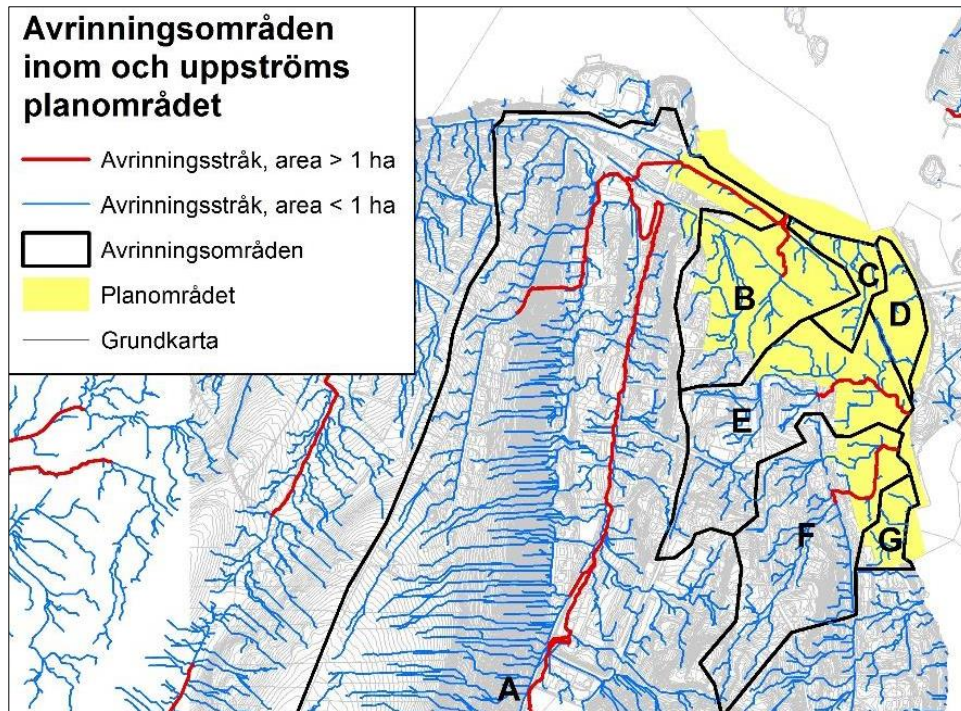 Avrinningsområden
inom och uppströms
planområdet
Avrinningsstråk, area > 1 ha
Avrinningsstråk, area < 1 ha
Avrinningsområden
Planområdet
Grundkarta
C
B
D
E
F
G
A